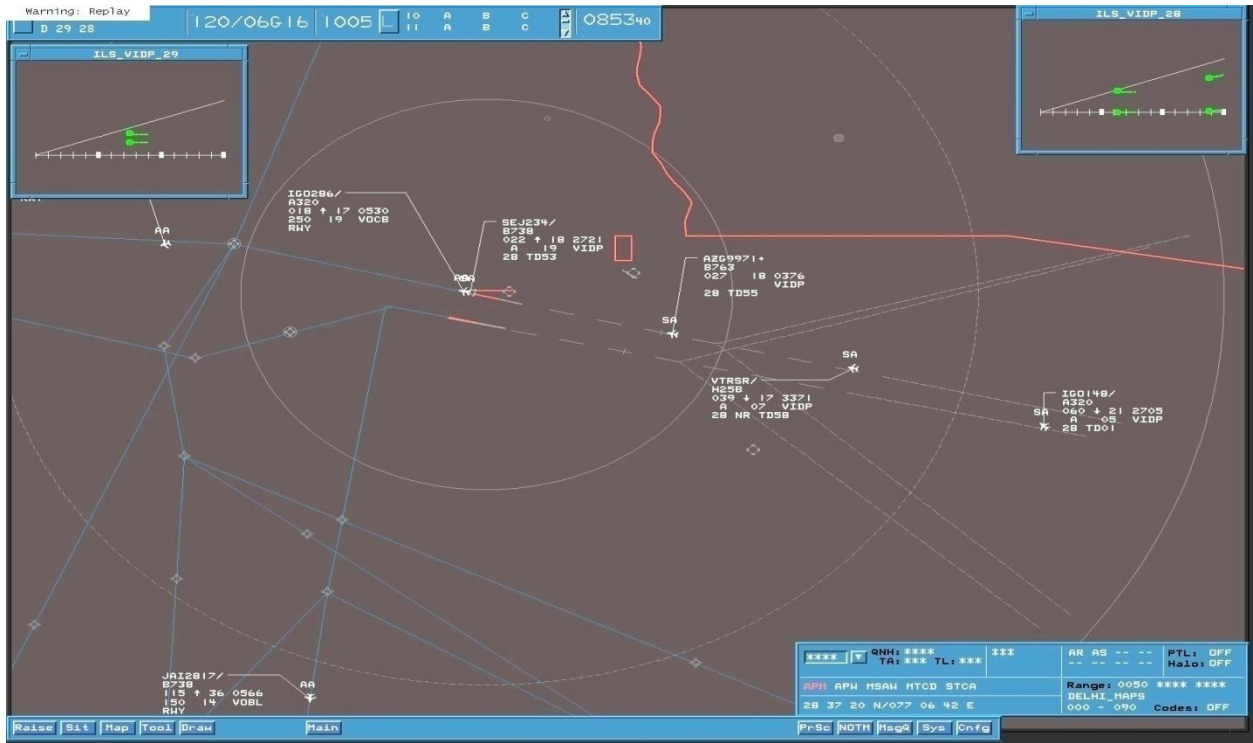 Warning: Replay
D 29 28
120/06G16
1005
L
10 A B C
11 A B C
0853 40
ILS_VIDP_29
ILS_VIDP_28
IGO286/
A320
018 ↑ 17 0530
250 19 VOCB
RWY
SEJ234/
B738
022 ↑ 18 2721
A 19 VIDP
28 TD53
AZG9971+
B763
027 18 0376
VIDP
28 TD55
AA
SA
SA
VTRSR/
H25B
039 ↓ 17 3371
A 07 VIDP
28 NR TD58
SA
IGO148/
A320
060 ↓ 21 2705
A 05 VIDP
28 TD01
JAI2817/
B738
115 ↑ 36 0566
150 14 VOBL
RWY
AA
****
QNH: ****
TA: *** TL: ***
***
AR AS -- --
-- -- -- --
PTL: OFF
Halo: OFF
APM APW MSAW MTCD STCA
28 37 20 N/077 06 42 E
Range: 0050 **** ****
DELHI_MAPS
000 - 090 Codes: OFF
Raise Sit Map Tool Draw Main PrSc NOTM MsgQ Sys Cnfg